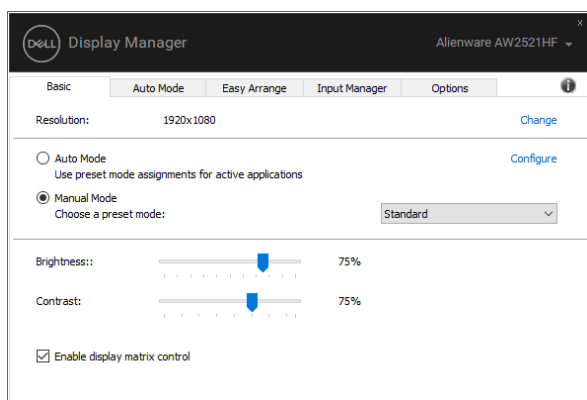 x
DELL Display Manager Alienware AW2521HF
Basic Auto Mode Easy Arrange Input Manager Options i
Resolution: 1920x1080 Change
Auto Mode Configure
Use preset mode assignments for active applications
Manual Mode
Choose a preset mode: Standard
Brightness:: 75%
Contrast: 75%
Enable display matrix control